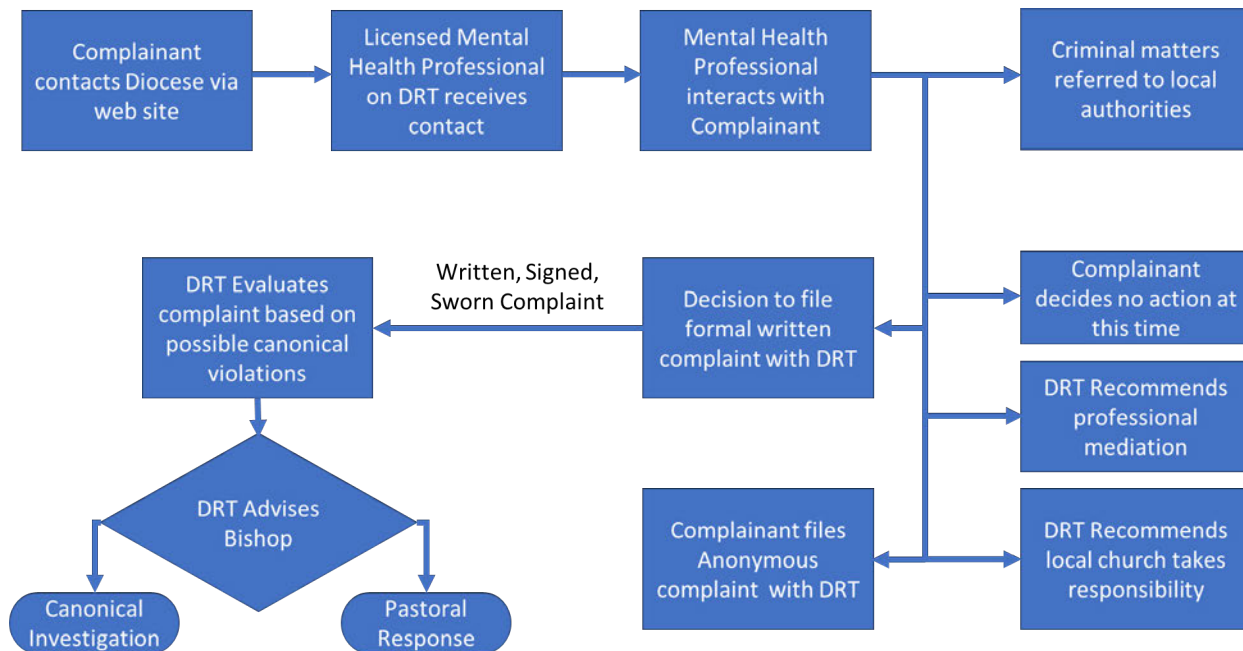 Complainant
contacts Diocese via
web site
Licensed Mental
Health Professional
on DRT receives
contact
Mental Health
Professional
interacts with
Complainant
Criminal matters
referred to local
authorities
DRT Evaluates
complaint based on
possible canonical
violations
Written, Signed,
Sworn Complaint
Decision to file
formal written
complaint with DRT
Complainant
decides no action at
this time
DRT Recommends
professional
mediation
DRT Advises
Bishop
Complainant files
Anonymous
complaint with DRT
DRT Recommends
local church takes
responsibility
Canonical
Investigation
Pastoral
Response